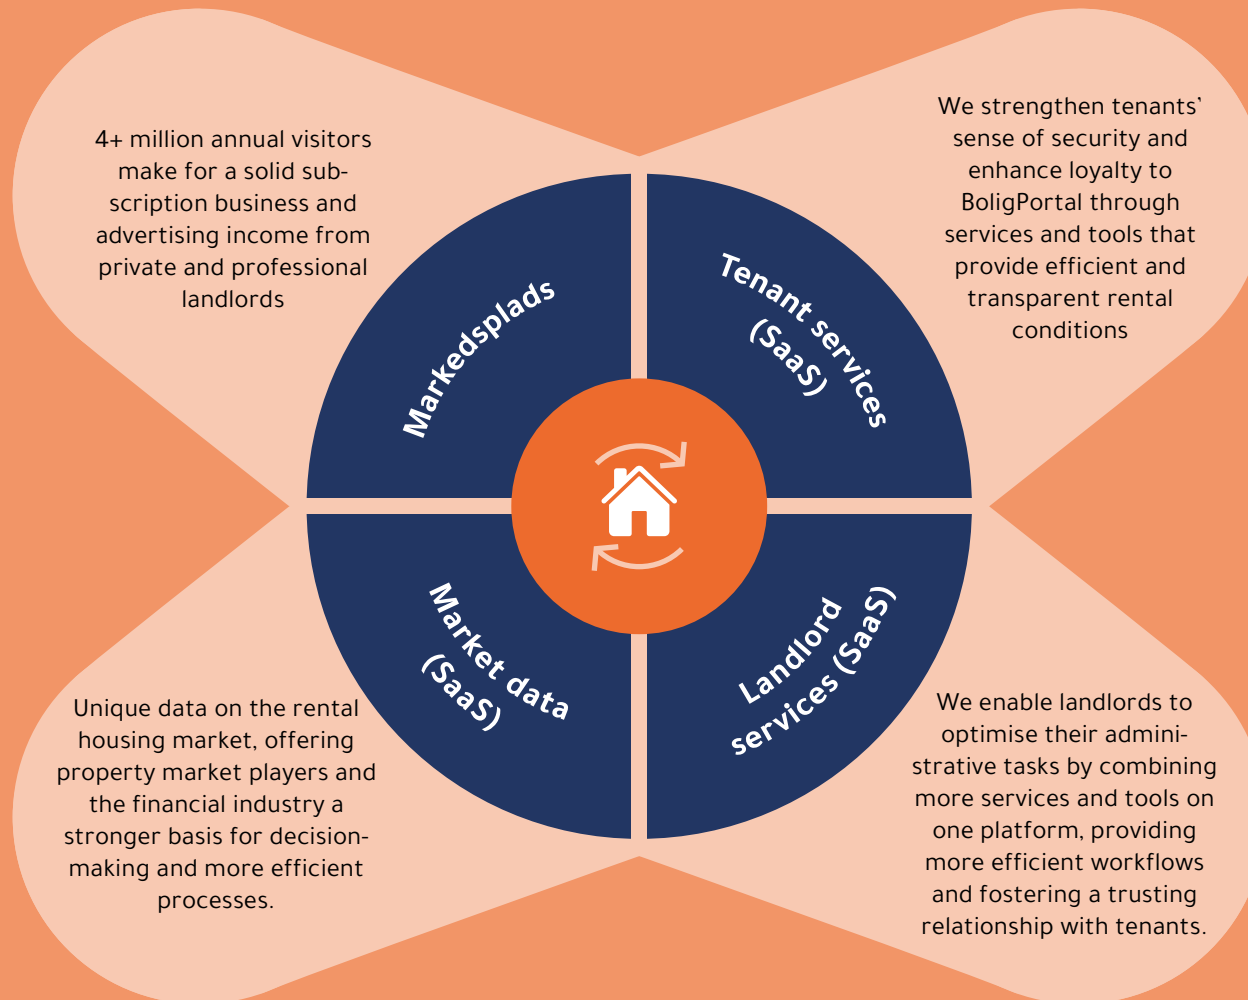 4+ million annual visitors
make for a solid sub-
scription business and
advertising income from
private and professional
landlords
We strengthen tenants’
sense of security and
enhance loyalty to
BoligPortal through
services and tools that
provide efficient and
transparent rental
conditions
Markedsplads
Tenant services
(SaaS)
Market data
(SaaS)
Landlord
services (SaaS)
Unique data on the rental
housing market, offering
property market players and
the financial industry a
stronger basis for decision-
making and more efficient
processes.
We enable landlords to
optimise their admini-
strative tasks by combining
more services and tools on
one platform, providing
more efficient workflows
and fostering a trusting
relationship with tenants.